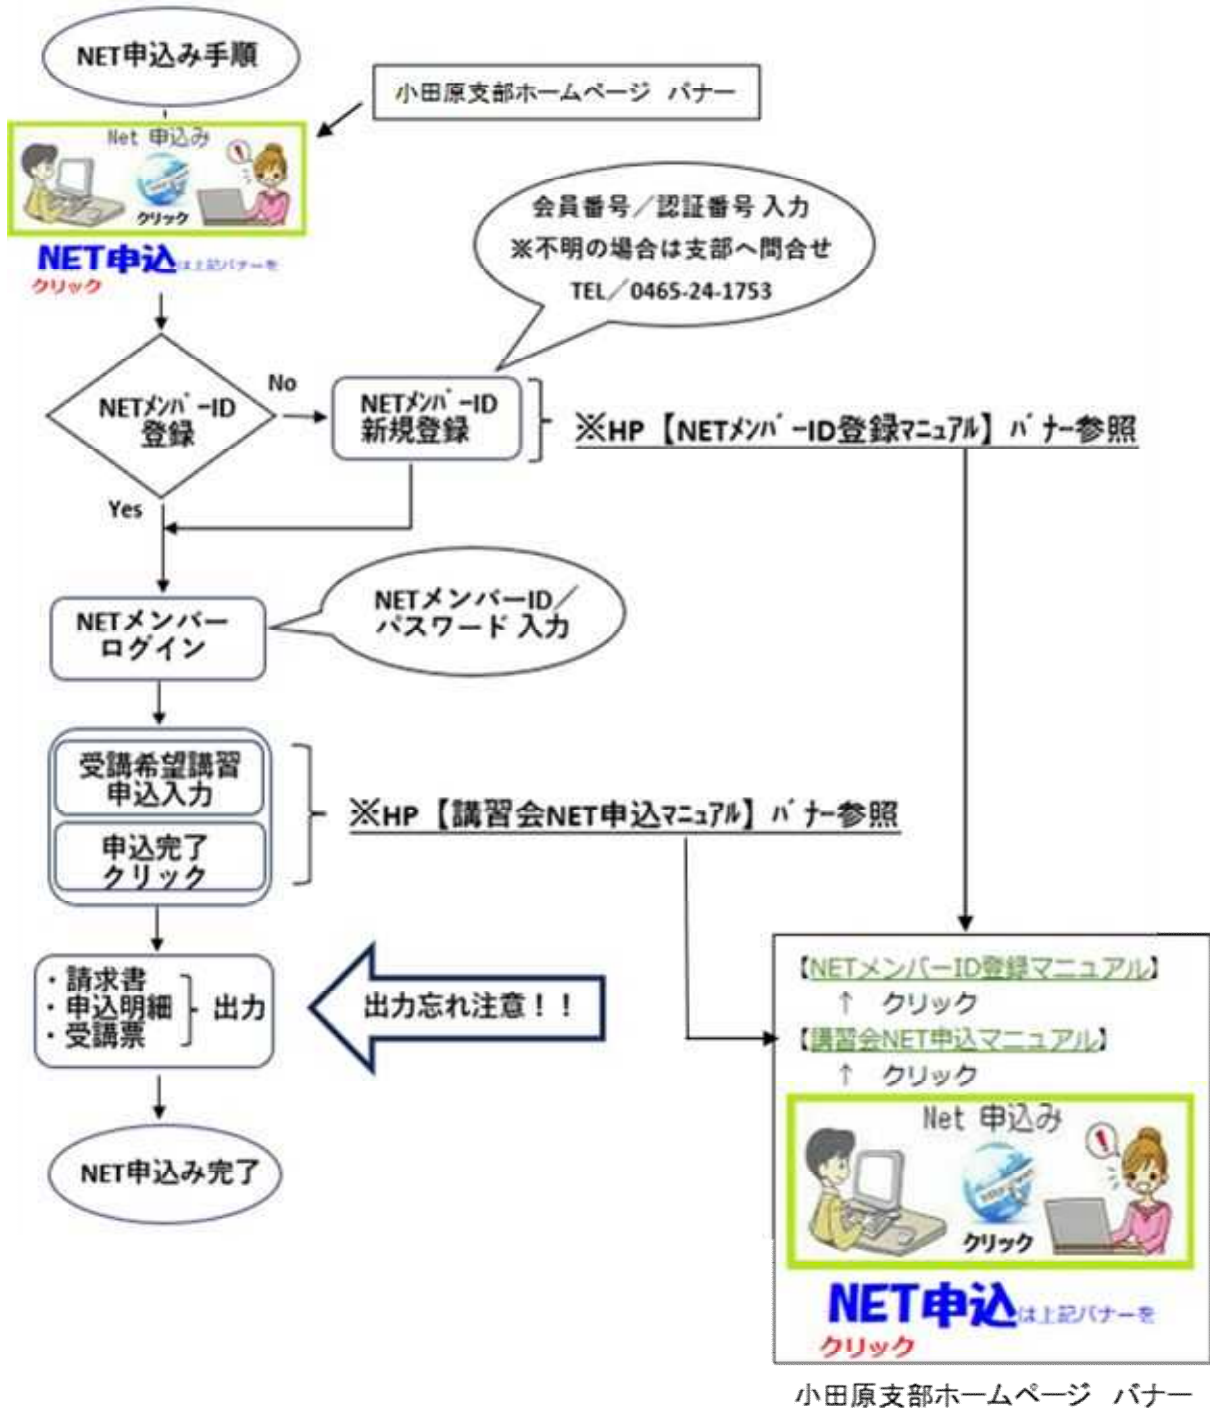 NET申込み手順
小田原支部ホームページ　バナー
Net 申込み
クリック
NET申込は上記バナーを
クリック
会員番号／認証番号 入力
※不明の場合は支部へ問合せ
TEL／0465-24-1753
NETﾒﾝﾊﾞｰID
登録
No
Yes
NETﾒﾝﾊﾞｰID
新規登録
※HP【NETﾒﾝﾊﾞｰID登録ﾏﾆｭｱﾙ】ﾊﾞﾅｰ参照
NETメンバー
ログイン
NETメンバーID／
パスワード 入力
受講希望講習
申込入力
申込完了
クリック
※HP【講習会NET申込ﾏﾆｭｱﾙ】ﾊﾞﾅｰ参照
・請求書
・申込明細
・受講票
出力
出力忘れ注意！！
NET申込み完了
【NETメンバーID登録マニュアル】
↑　クリック
【講習会NET申込マニュアル】
↑　クリック
Net 申込み
クリック
NET申込は上記バナーを
クリック
小田原支部ホームページ　バナー